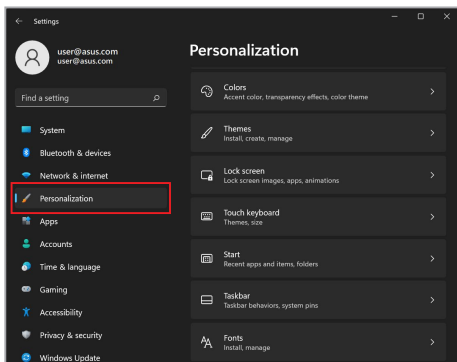 Settings
user@asus.com
user@asus.com
Find a setting
System
Bluetooth & devices
Network & internet
Personalization
Apps
Accounts
Time & language
Gaming
Accessibility
Privacy & security
Windows Update
Personalization
Colors
Accent color, transparency effects, color theme
Themes
Install, create, manage
Lock screen
Lock screen images, apps, animations
Touch keyboard
Themes, size
Start
Recent apps and items, folders
Taskbar
Taskbar behaviors, system pins
Fonts
Install, manage